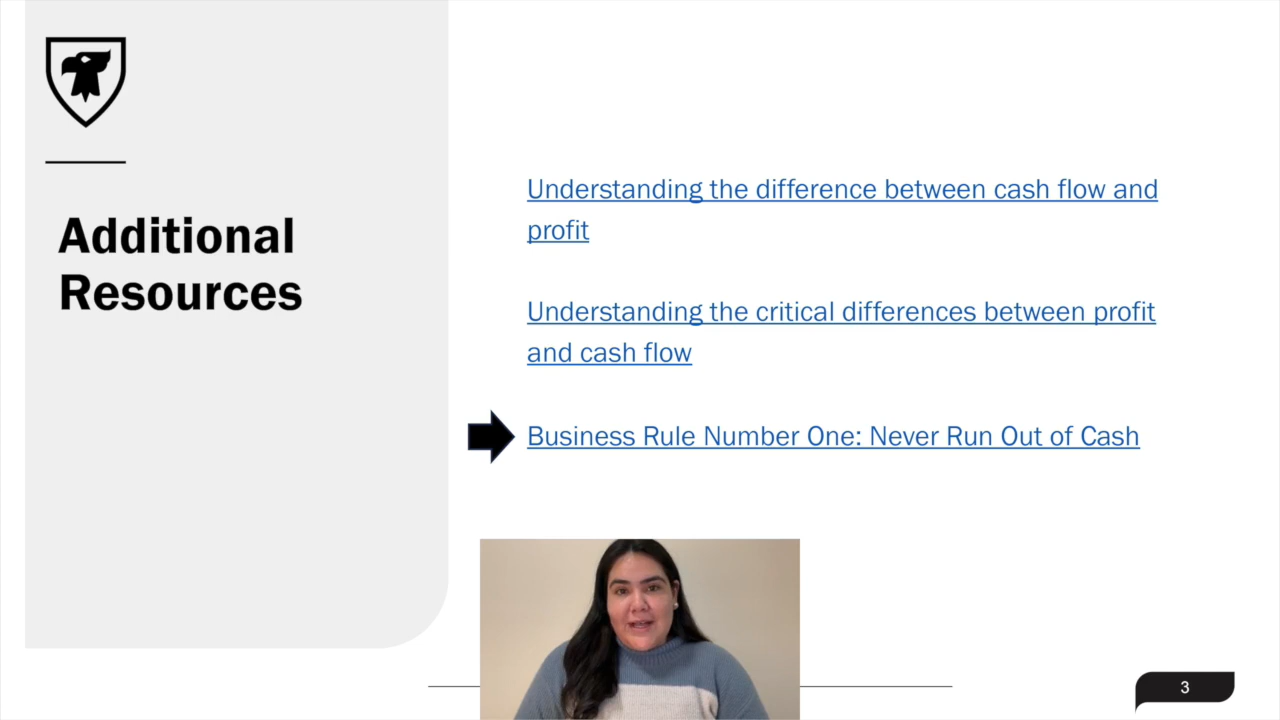 Additional
Resources
Understanding the difference between cash flow and
profit
Understanding the critical differences between profit
and cash flow
Business Rule Number One: Never Run Out of Cash
3